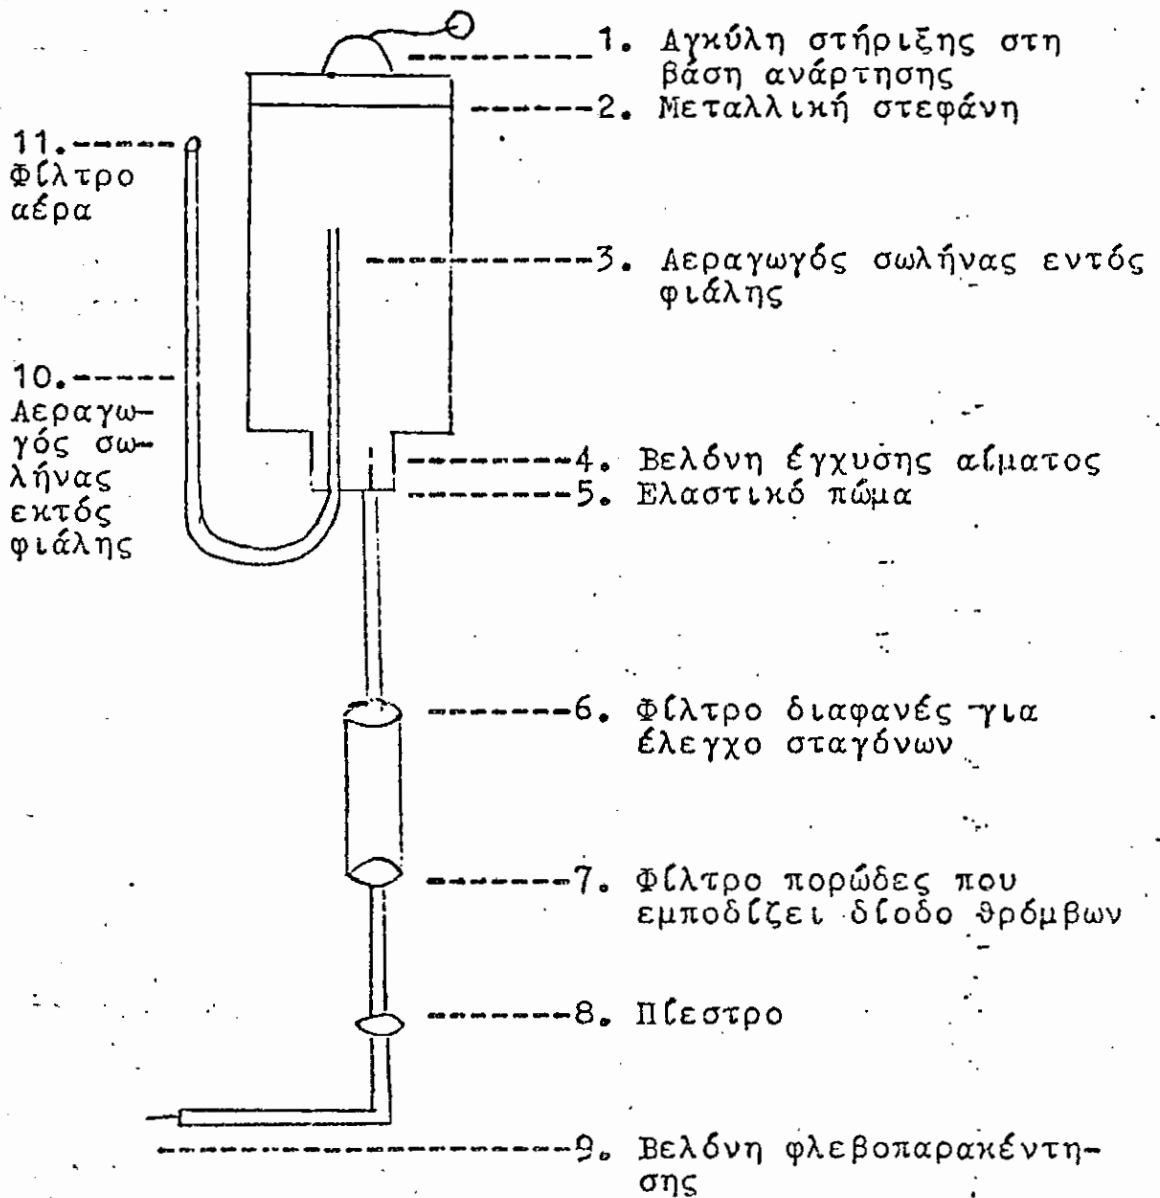 1. Αγκύλη στήριξης στη
βάση ανάρτησης
2. Μεταλλική στεφάνη
11.
Φίλτρο
αέρα
3. Αεραγωγός σωλήνας εντός
φιάλης
10.
Αεραγω-
γός σω-
λήνας
εκτός
φιάλης
4. Βελόνη έγχυσης αίματος
5. Ελαστικό πώμα
6. Φίλτρο διαφανές για
έλεγχο σταγόνων
7. Φίλτρο πορώδες που
εμποδίζει δίοδο θρόμβων
8. Πίεστρο
9. Βελόνη φλεβοπαρακέντη-
σης